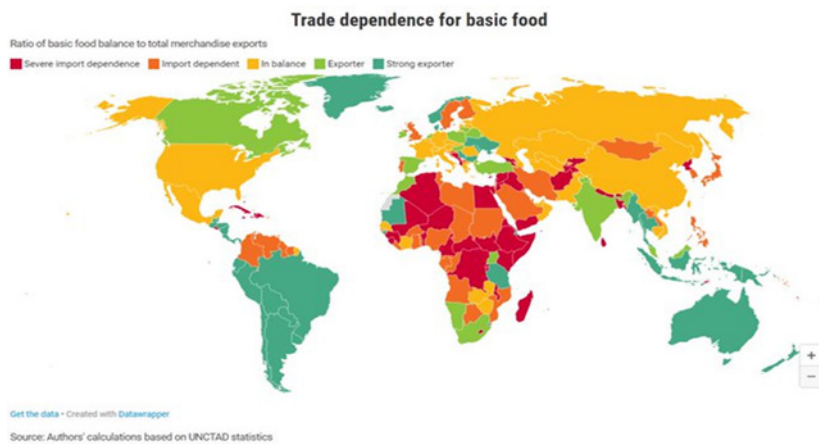 Trade dependence for basic food
Ratio of basic food balance to total merchandise exports
Severe import dependence Import dependent In balance Exporter Strong exporter
+
−
Get the data • Created with Datawrapper
Source: Authors' calculations based on UNCTAD statistics